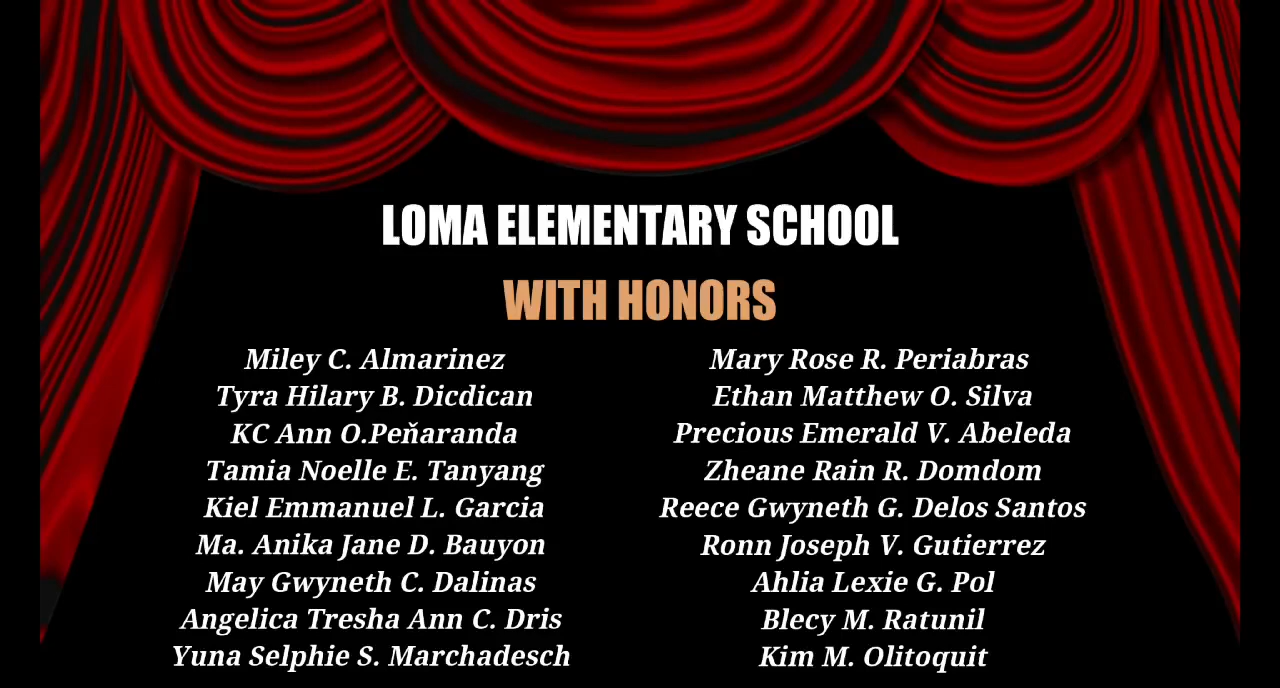 LOMA ELEMENTARY SCHOOL
WITH HONORS
Miley C. Almarinez
Tyra Hilary B. Dicdican
KC Ann O.Peňaranda
Tamia Noelle E. Tanyang
Kiel Emmanuel L. Garcia
Ma. Anika Jane D. Bauyon
May Gwyneth C. Dalinas
Angelica Tresha Ann C. Dris
Yuna Selphie S. Marchadesch
Mary Rose R. Periabras
Ethan Matthew O. Silva
Precious Emerald V. Abeleda
Zheane Rain R. Domdom
Reece Gwyneth G. Delos Santos
Ronn Joseph V. Gutierrez
Ahlia Lexie G. Pol
Blecy M. Ratunil
Kim M. Olitoquit